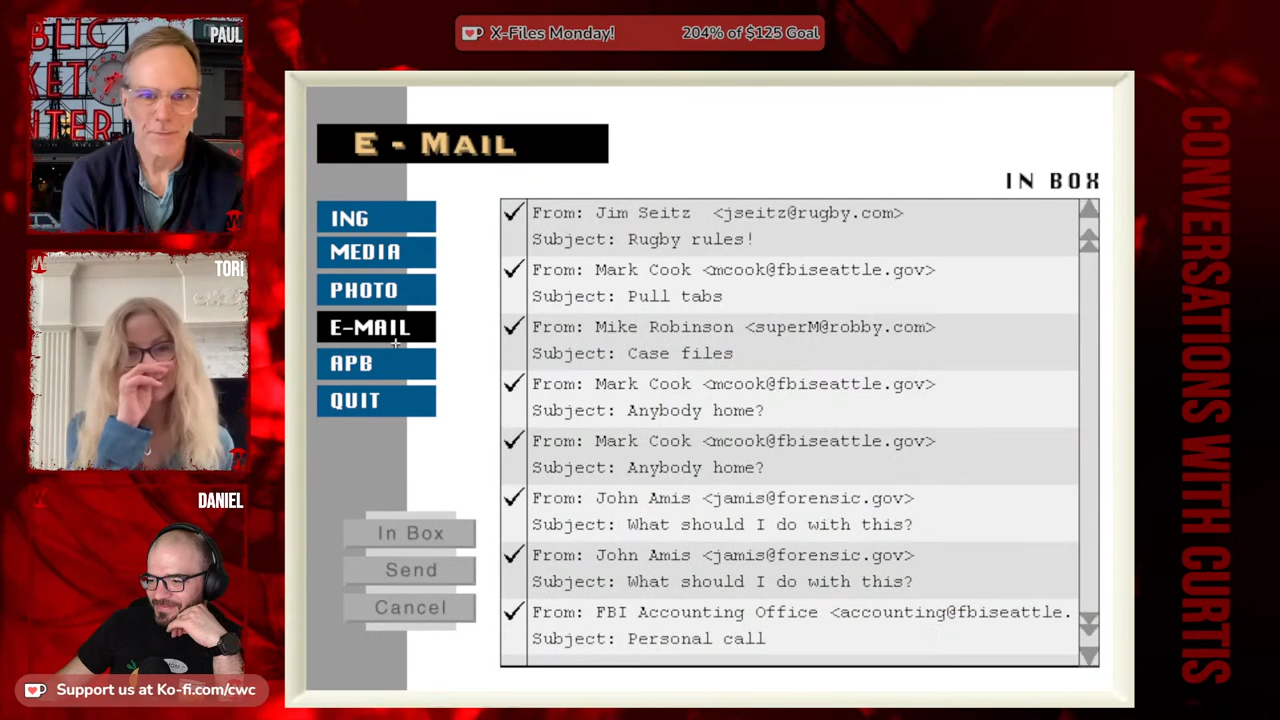 X-Files Monday! 204% of $125 Goal
PAUL
TORI
DANIEL
Support us at Ko-fi.com/cwc
E - MAIL
IN BOX
ING
MEDIA
PHOTO
E-MAIL
APB
QUIT
In Box
Send
Cancel
From: Jim Seitz <jseitz@rugby.com>
Subject: Rugby rules!
From: Mark Cook <mcook@fbiseattle.gov>
Subject: Pull tabs
From: Mike Robinson <superM@robby.com>
Subject: Case files
From: Mark Cook <mcook@fbiseattle.gov>
Subject: Anybody home?
From: Mark Cook <mcook@fbiseattle.gov>
Subject: Anybody home?
From: John Amis <jamis@forensic.gov>
Subject: What should I do with this?
From: John Amis <jamis@forensic.gov>
Subject: What should I do with this?
From: FBI Accounting Office <accounting@fbiseattle.
Subject: Personal call
CONVERSATIONS WITH CURTIS